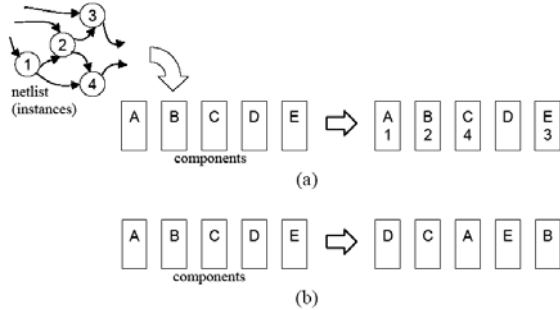 3
2
1
4
netlist
(instances)
A B C D E
components
A B C D E
1 2 4 3
(a)
A B C D E
components
D C A E B
(b)